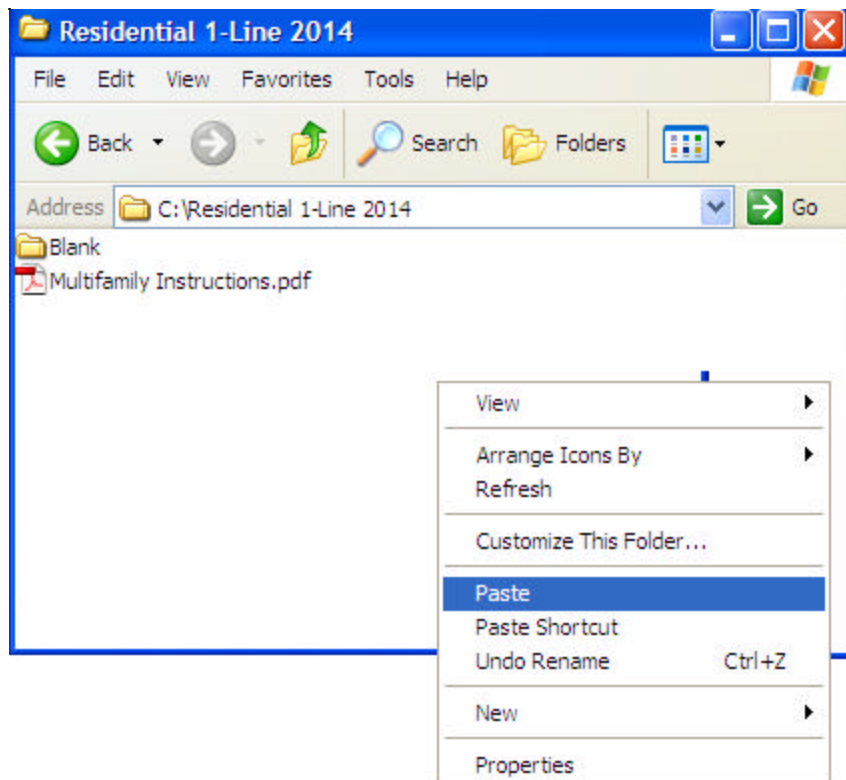 Residential 1-Line 2014
File Edit View Favorites Tools Help
Back Search Folders
Address C:\Residential 1-Line 2014 Go
Blank
Multifamily Instructions.pdf
View
Arrange Icons By
Refresh
Customize This Folder...
Paste
Paste Shortcut
Undo Rename Ctrl+Z
New
Properties